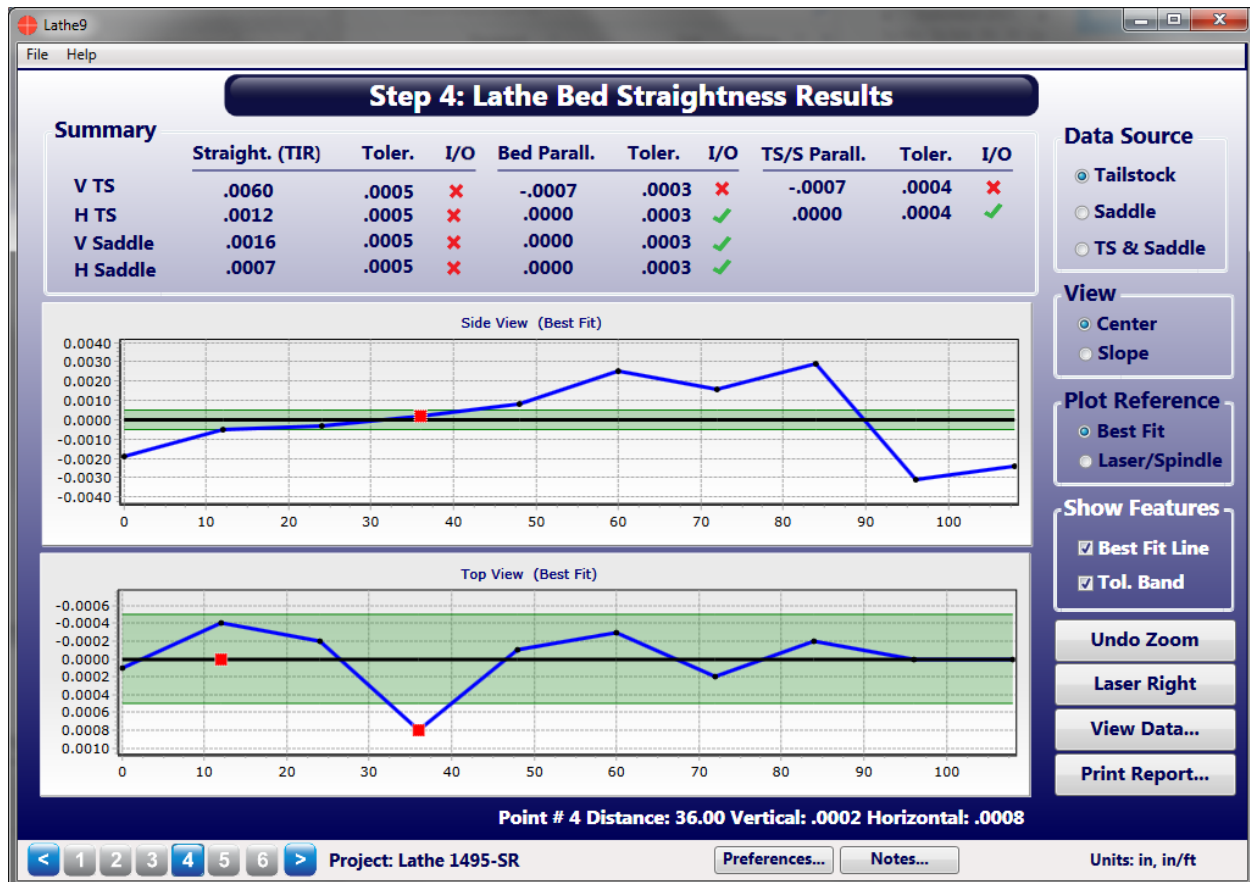 Lathe9
File Help
Step 4: Lathe Bed Straightness Results
Summary
Straight. (TIR) Toler. I/O Bed Parall. Toler. I/O TS/S Parall. Toler. I/O
V TS .0060 .0005 -.0007 .0003 -.0007 .0004
H TS .0012 .0005 .0000 .0003 .0000 .0004
V Saddle .0016 .0005 .0000 .0003
H Saddle .0007 .0005 .0000 .0003
Data Source
Tailstock
Saddle
TS & Saddle
View
Center
Slope
Plot Reference
Best Fit
Laser/Spindle
Show Features
Best Fit Line
Tol. Band
Undo Zoom
Laser Right
View Data...
Print Report...
Side View (Best Fit)
0.0040
0.0030
0.0020
0.0010
0.0000
-0.0010
-0.0020
-0.0030
-0.0040
0 10 20 30 40 50 60 70 80 90 100
Top View (Best Fit)
-0.0006
-0.0004
-0.0002
0.0000
0.0002
0.0004
0.0006
0.0008
0.0010
0 10 20 30 40 50 60 70 80 90 100
Point # 4 Distance: 36.00 Vertical: .0002 Horizontal: .0008
< 1 2 3 4 5 6 > Project: Lathe 1495-SR Preferences... Notes... Units: in, in/ft